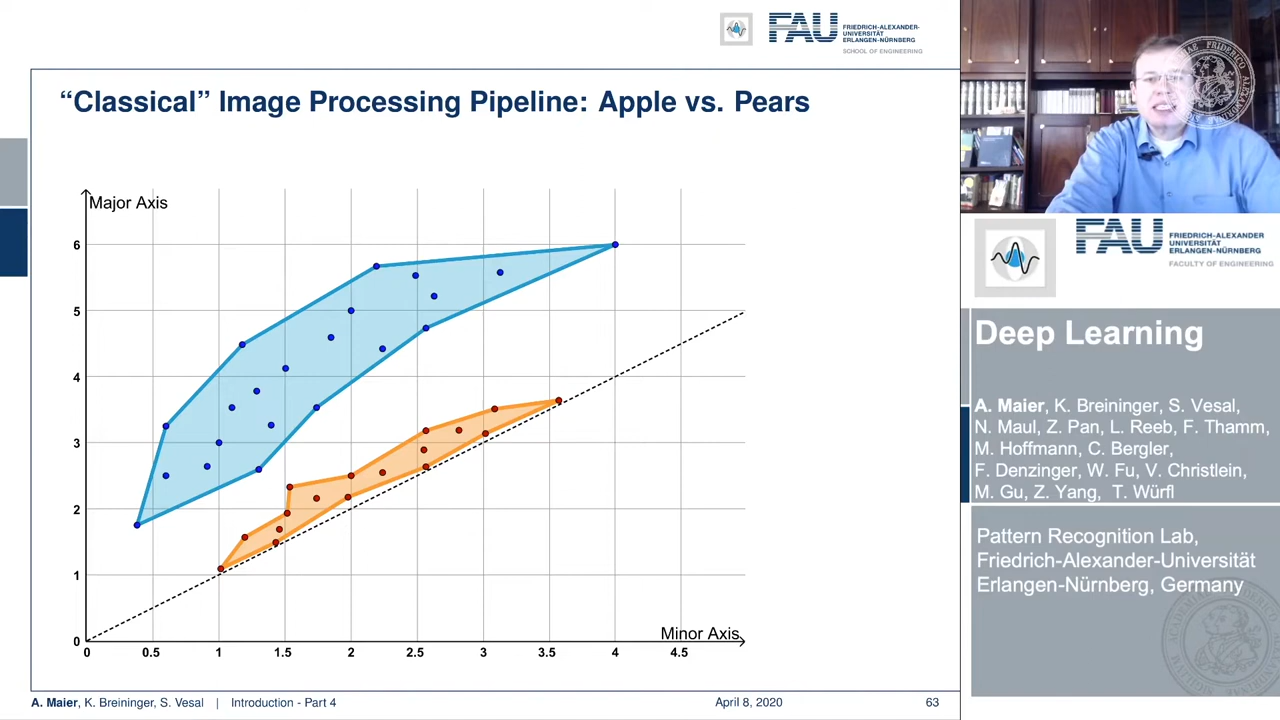 FAU
FRIEDRICH-ALEXANDER-
UNIVERSITÄT
ERLANGEN-NÜRNBERG
SCHOOL OF ENGINEERING
“Classical” Image Processing Pipeline: Apple vs. Pears
Major Axis
6
5
4
3
2
1
0
Minor Axis
0 0.5 1 1.5 2 2.5 3 3.5 4 4.5
A. Maier, K. Breininger, S. Vesal | Introduction - Part 4 April 8, 2020 63
FAU
FRIEDRICH-ALEXANDER
UNIVERSITÄT
ERLANGEN-NÜRNBERG
FACULTY OF ENGINEERING
Deep Learning
A. Maier, K. Breininger, S. Vesal,
N. Maul, Z. Pan, L. Reeb, F. Thamm,
M. Hoffmann, C. Bergler,
F. Denzinger, W. Fu, V. Christlein,
M. Gu, Z. Yang, T. Würfl
Pattern Recognition Lab,
Friedrich-Alexander-Universität
Erlangen-Nürnberg, Germany